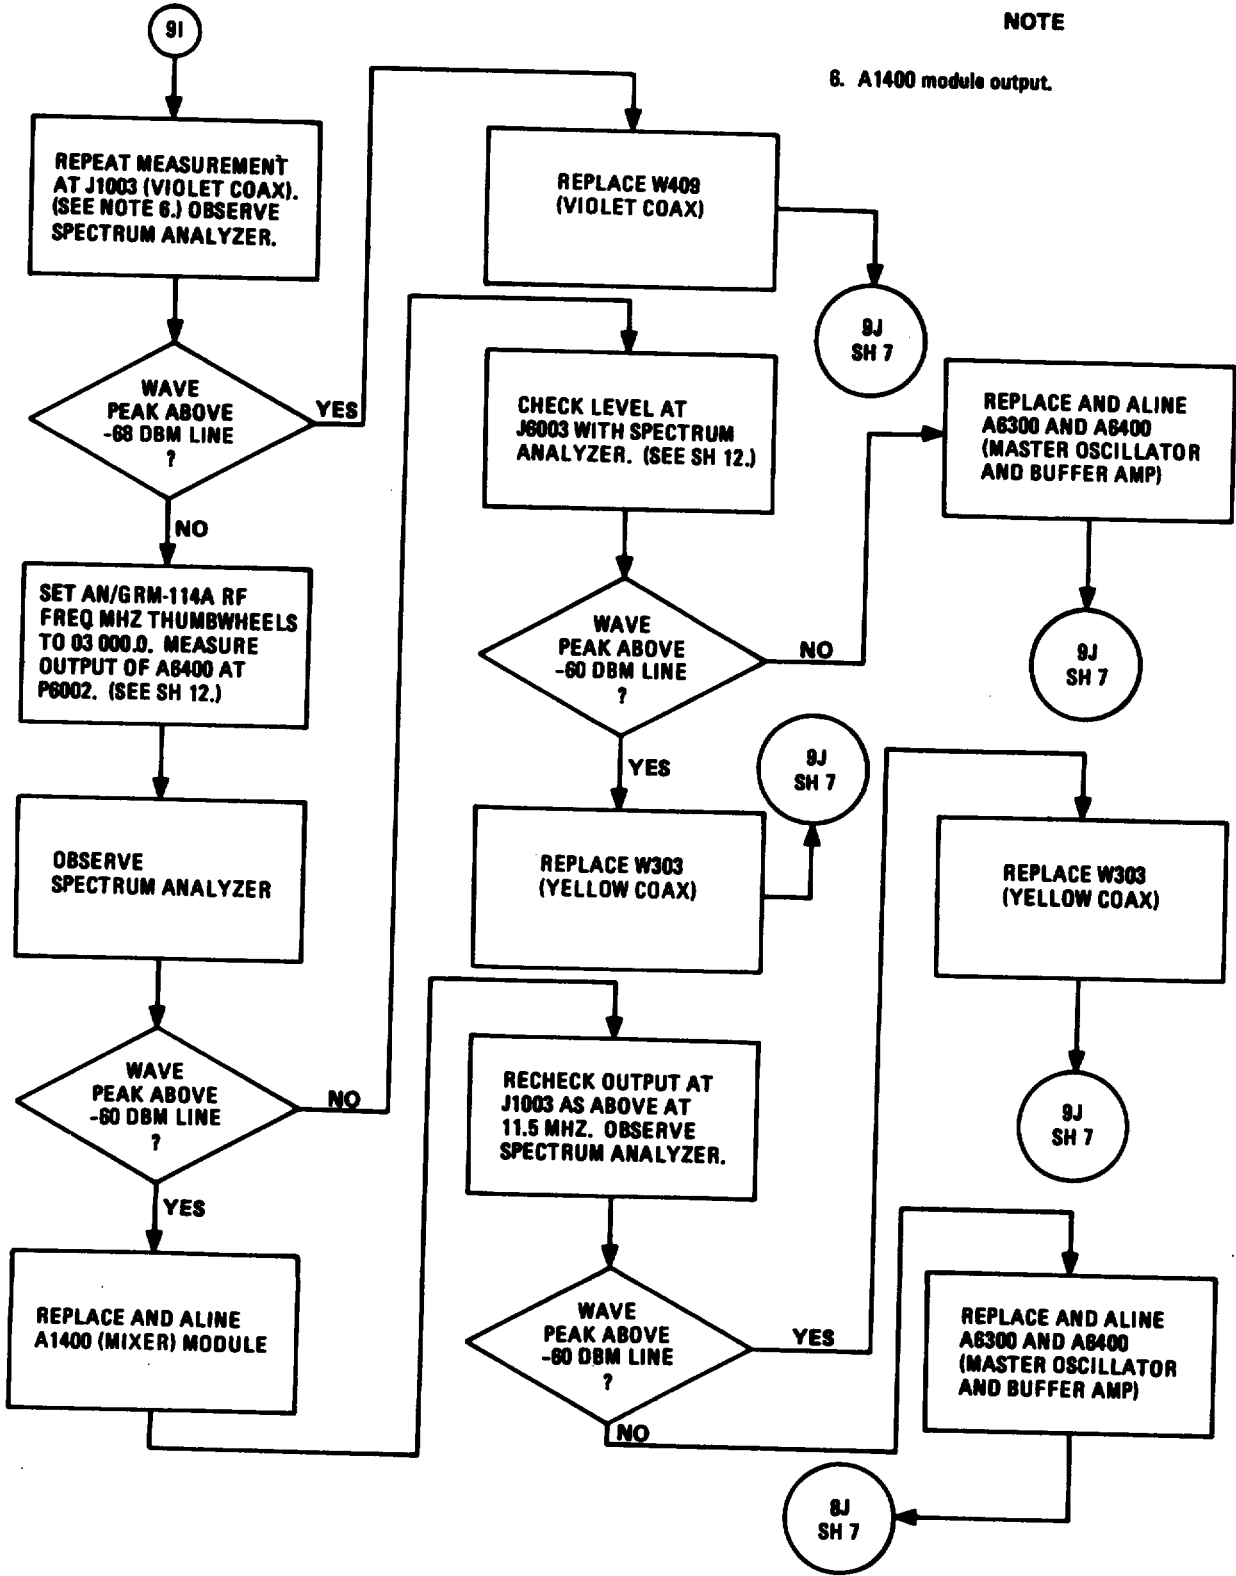 9I
NOTE
6. A1400 module output.
REPEAT MEASUREMENT
AT J1003 (VIOLET COAX).
(SEE NOTE 6.) OBSERVE
SPECTRUM ANALYZER.
WAVE
PEAK ABOVE
-68 DBM LINE
?
YES
NO
REPLACE W409
(VIOLET COAX)
9J
SH 7
SET AN/GRM-114A RF
FREQ MHZ THUMBWHEELS
TO 03 000.0. MEASURE
OUTPUT OF A6400 AT
P6002. (SEE SH 12.)
OBSERVE
SPECTRUM ANALYZER
WAVE
PEAK ABOVE
-60 DBM LINE
?
NO
YES
REPLACE AND ALINE
A1400 (MIXER) MODULE
CHECK LEVEL AT
J6003 WITH SPECTRUM
ANALYZER. (SEE SH 12.)
WAVE
PEAK ABOVE
-60 DBM LINE
?
NO
YES
REPLACE AND ALINE
A6300 AND A6400
(MASTER OSCILLATOR
AND BUFFER AMP)
9J
SH 7
REPLACE W303
(YELLOW COAX)
9J
SH 7
RECHECK OUTPUT AT
J1003 AS ABOVE AT
11.5 MHZ. OBSERVE
SPECTRUM ANALYZER.
WAVE
PEAK ABOVE
-60 DBM LINE
?
YES
NO
REPLACE W303
(YELLOW COAX)
9J
SH 7
REPLACE AND ALINE
A6300 AND A6400
(MASTER OSCILLATOR
AND BUFFER AMP)
8J
SH 7